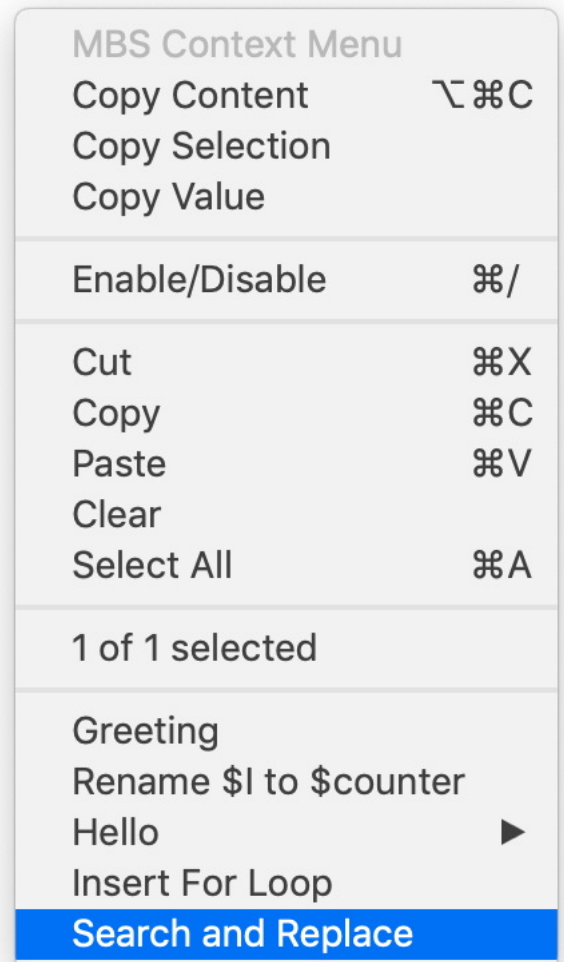 MBS Context Menu
Copy Content ⌥⌘C
Copy Selection
Copy Value
Enable/Disable ⌘/
Cut ⌘X
Copy ⌘C
Paste ⌘V
Clear
Select All ⌘A
1 of 1 selected
Greeting
Rename $I to $counter
Hello ▶
Insert For Loop
Search and Replace